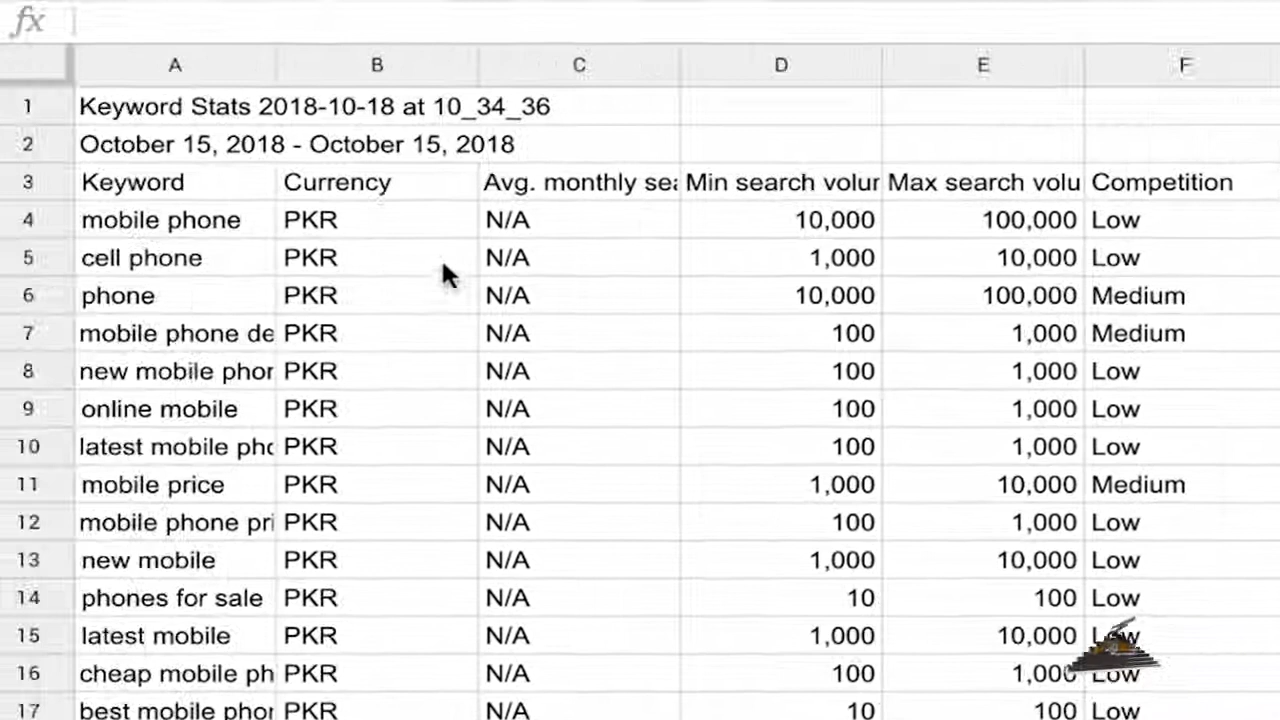 fx
A B C D E F
1 Keyword Stats 2018-10-18 at 10_34_36
2 October 15, 2018 - October 15, 2018
3 Keyword Currency Avg. monthly sea Min search volur Max search volu Competition
4 mobile phone PKR N/A 10,000 100,000 Low
5 cell phone PKR N/A 1,000 10,000 Low
6 phone PKR N/A 10,000 100,000 Medium
7 mobile phone de PKR N/A 100 1,000 Medium
8 new mobile phor PKR N/A 100 1,000 Low
9 online mobile PKR N/A 100 1,000 Low
10 latest mobile pho PKR N/A 100 1,000 Low
11 mobile price PKR N/A 1,000 10,000 Medium
12 mobile phone pri PKR N/A 100 1,000 Low
13 new mobile PKR N/A 1,000 10,000 Low
14 phones for sale PKR N/A 10 100 Low
15 latest mobile PKR N/A 1,000 10,000 Low
16 cheap mobile ph PKR N/A 100 1,000 Low
17 best mobile phor PKR N/A 10 100 Low